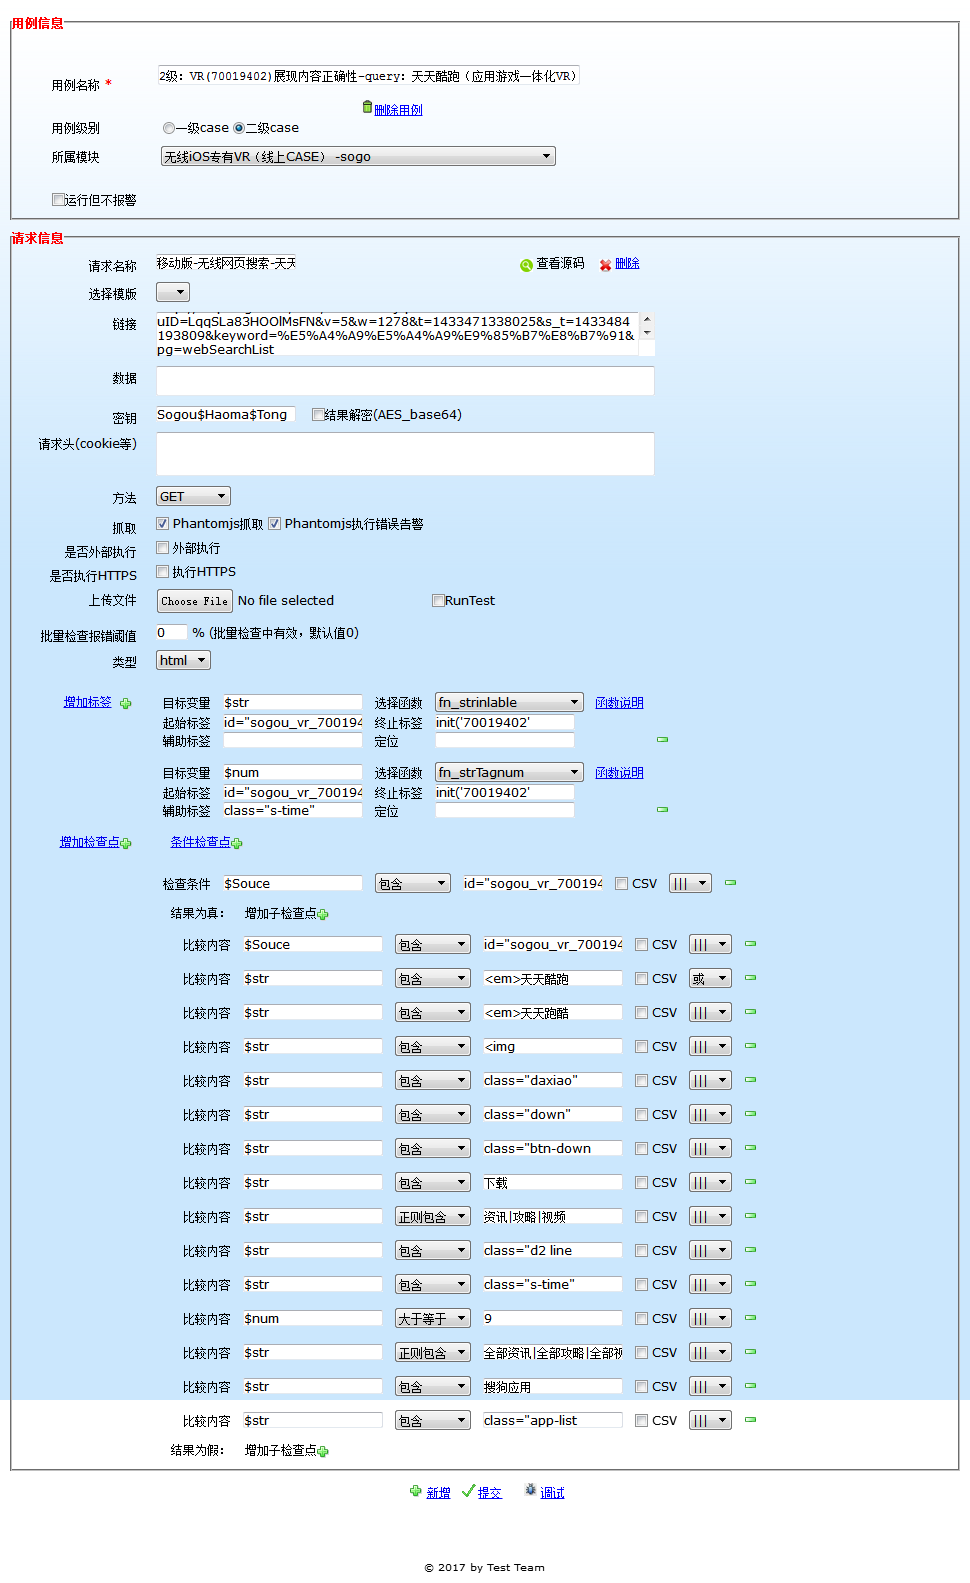 用例信息
用例名称 * 2级：VR(70019402)展现内容正确性-query：天天酷跑（应用游戏一体化VR）
删除用例
用例级别 一级case 二级case
所属模块 无线iOS专有VR（线上CASE） -sogo
运行但不报警
请求信息
请求名称 移动版-无线网页搜索-天天 查看源码 删除
选择模版
链接
uID=LqqSLa83HOOlMsFN&v=5&w=1278&t=1433471338025&s_t=1433484
193809&keyword=%E5%A4%A9%E5%A4%A9%E9%85%B7%E8%B7%91&
pg=webSearchList
数据
密钥 Sogou$Haoma$Tong 结果解密(AES_base64)
请求头(cookie等)
方法 GET
抓取 Phantomjs抓取 Phantomjs执行错误告警
是否外部执行 外部执行
是否执行HTTPS 执行HTTPS
上传文件 Choose File No file selected RunTest
批量检查报错阈值 0 % (批量检查中有效，默认值0)
类型 html
增加标签 目标变量 $str 选择函数 fn_strinlable 函数说明
起始标签 id="sogou_vr_700194 终止标签 init('70019402'
辅助标签 定位
目标变量 $num 选择函数 fn_strTagnum 函数说明
起始标签 id="sogou_vr_700194 终止标签 init('70019402'
辅助标签 class="s-time" 定位
增加检查点 条件检查点
检查条件 $Souce 包含 id="sogou_vr_700194 CSV |||
结果为真： 增加子检查点
比较内容 $Souce 包含 id="sogou_vr_700194 CSV |||
比较内容 $str 包含 <em>天天酷跑 CSV 或
比较内容 $str 包含 <em>天天跑酷 CSV |||
比较内容 $str 包含 <img CSV |||
比较内容 $str 包含 class="daxiao" CSV |||
比较内容 $str 包含 class="down" CSV |||
比较内容 $str 包含 class="btn-down CSV |||
比较内容 $str 包含 下载 CSV |||
比较内容 $str 正则包含 资讯|攻略|视频 CSV |||
比较内容 $str 包含 class="d2 line CSV |||
比较内容 $str 包含 class="s-time" CSV |||
比较内容 $num 大于等于 9 CSV |||
比较内容 $str 正则包含 全部资讯|全部攻略|全部视 CSV |||
比较内容 $str 包含 搜狗应用 CSV |||
比较内容 $str 包含 class="app-list CSV |||
结果为假： 增加子检查点
新增 提交 调试
© 2017 by Test Team